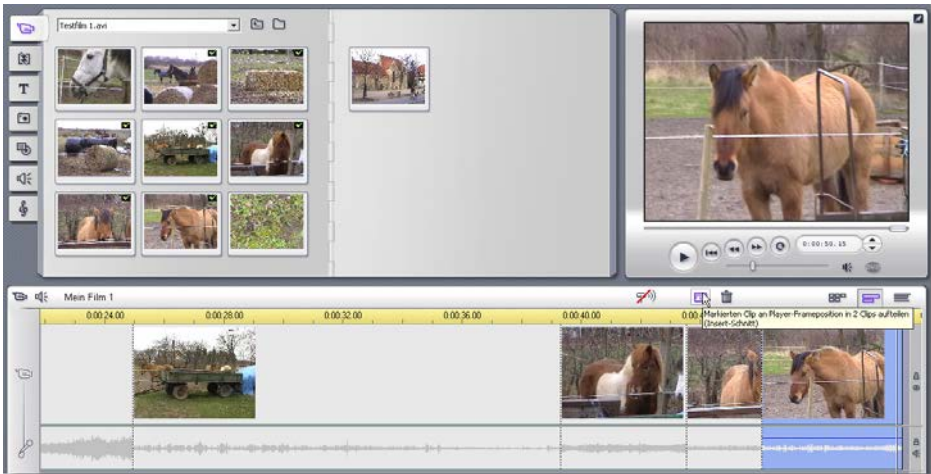 Testfilm 1.avi
T
0:00:50.15
Mein Film 1
0:00:24.00 0:00:28.00 0:00:32.00 0:00:36.00 0:00:40.00
Markierten Clip an Player-Frameposition in 2 Clips aufteilen
(Insert-Schnitt)